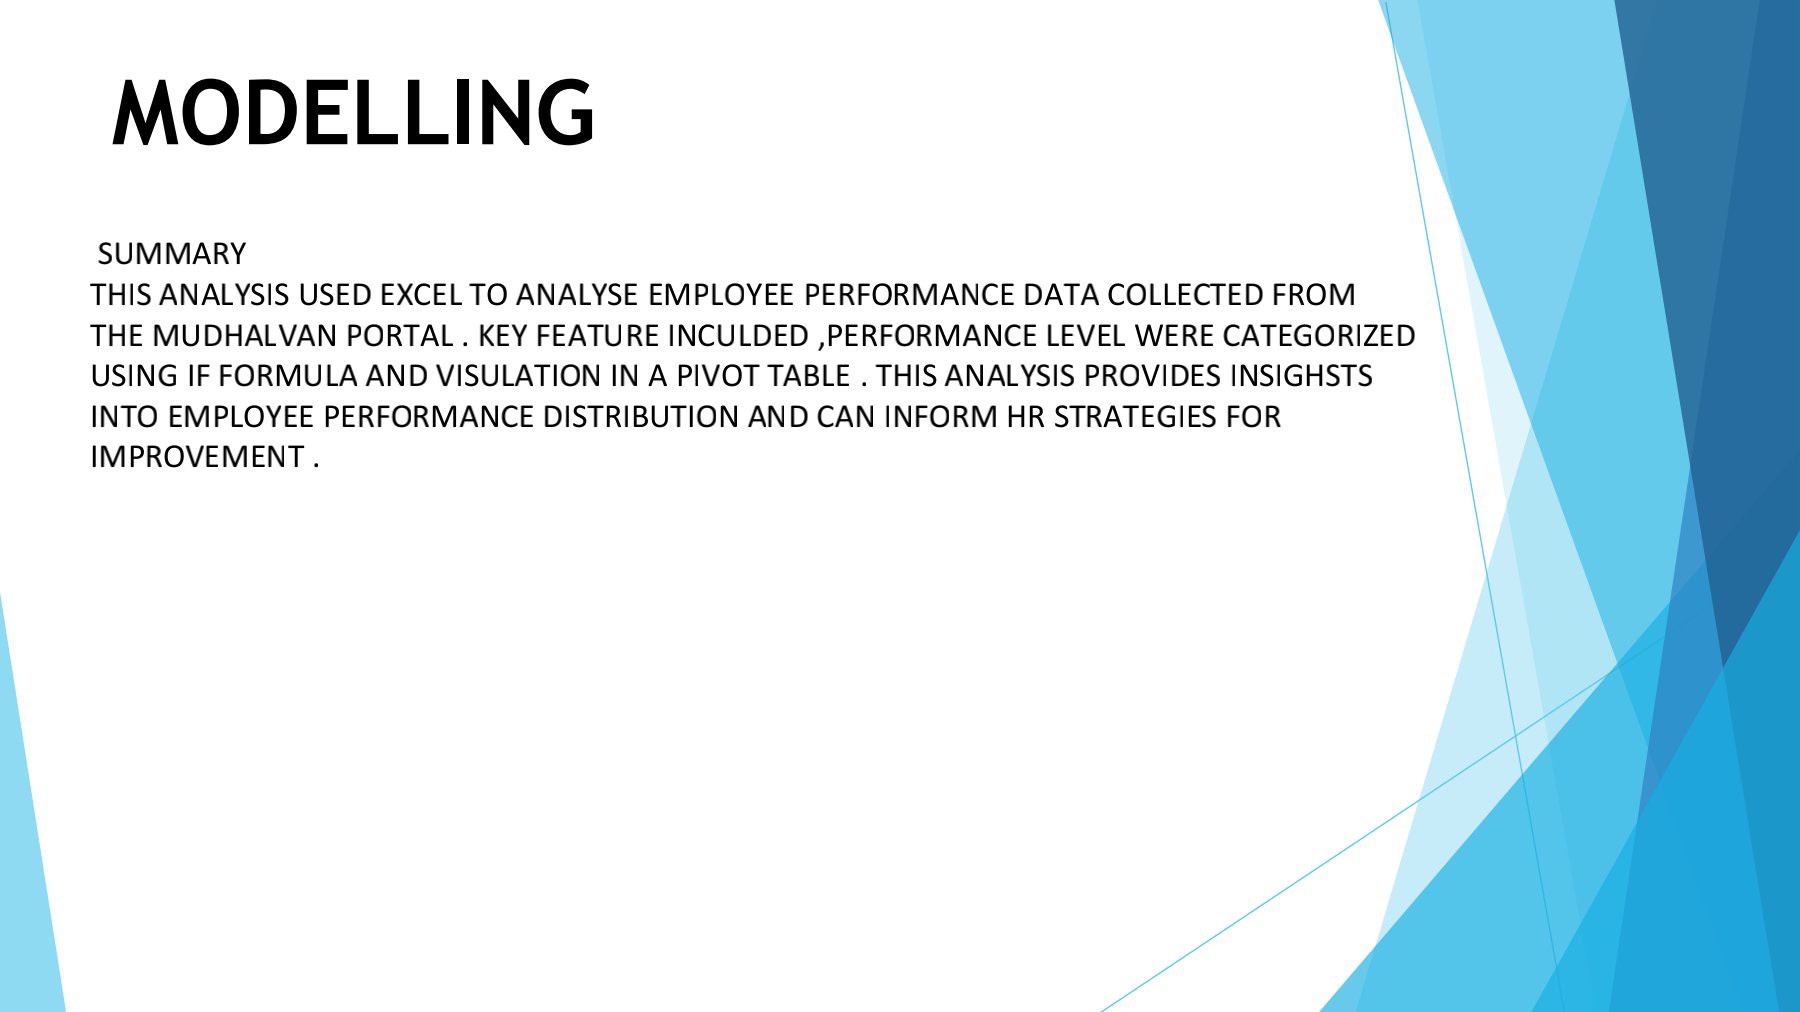 MODELLING
SUMMARY
THIS ANALYSIS USED EXCEL TO ANALYSE EMPLOYEE PERFORMANCE DATA COLLECTED FROM
THE MUDHALVAN PORTAL . KEY FEATURE INCULDED ,PERFORMANCE LEVEL WERE CATEGORIZED
USING IF FORMULA AND VISULATION IN A PIVOT TABLE . THIS ANALYSIS PROVIDES INSIGHSTS
INTO EMPLOYEE PERFORMANCE DISTRIBUTION AND CAN INFORM HR STRATEGIES FOR
IMPROVEMENT .